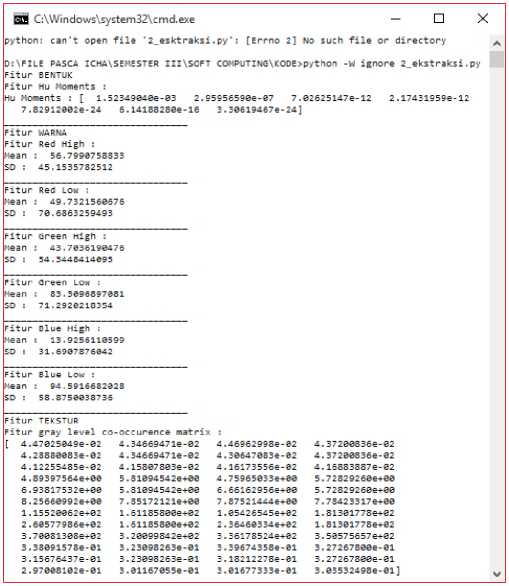 C:\Windows\system32\cmd.exe
python: can't open file '2_esktraksi.py': [Errno 2] No such file or directory
D:\FILE PASCA ICHA\SEMESTER III\SOFT COMPUTING\KODE>python -W ignore 2_ekstraksi.py
Fitur BENTUK
Fitur Hu Moments :
Hu Moments : [ 1.52349040e-03 2.95956590e-07 7.02625147e-12 2.17431959e-12
7.82912002e-24 6.14188280e-16 3.30619467e-24]
Fitur WARNA
Fitur Red High :
Mean : 56.7990758833
SD : 45.1535782512
Fitur Red Low :
Mean : 49.7321560676
SD : 70.6863259493
Fitur Green High :
Mean : 43.7036190476
SD : 54.5448414095
Fitur Green Low :
Mean : 83.5096897081
SD : 71.2920218354
Fitur Blue High :
Mean : 13.9256110599
SD : 31.6907876042
Fitur Blue Low :
Mean : 94.5916682028
SD : 58.8750038736
Fitur TEKSTUR
Fitur gray level co-occurence matrix :
[ 4.47025049e-02 4.34669471e-02 4.46962998e-02 4.37200836e-02
4.28880083e-02 4.34669471e-02 4.30647083e-02 4.37200836e-02
4.12255485e-02 4.15807803e-02 4.16173556e-02 4.16883887e-02
4.89397564e+00 5.81094542e+00 4.75965033e+00 5.72829260e+00
6.93817532e+00 5.81094542e+00 6.66162956e+00 5.72829260e+00
8.25660992e+00 7.85172121e+00 7.87521444e+00 7.78423317e+00
1.15520062e+02 1.61185800e+02 1.05426545e+02 1.81301778e+02
2.60577986e+02 1.61185800e+02 2.36460334e+02 1.81301778e+02
3.70081308e+02 3.20099842e+02 3.36178524e+02 3.50575657e+02
3.38091578e-01 3.23098263e-01 3.39674358e-01 3.27267800e-01
3.15676437e-01 3.23098263e-01 3.18212278e-01 3.27267800e-01
2.97008102e-01 3.01167055e-01 3.01677333e-01 3.03532498e-01]